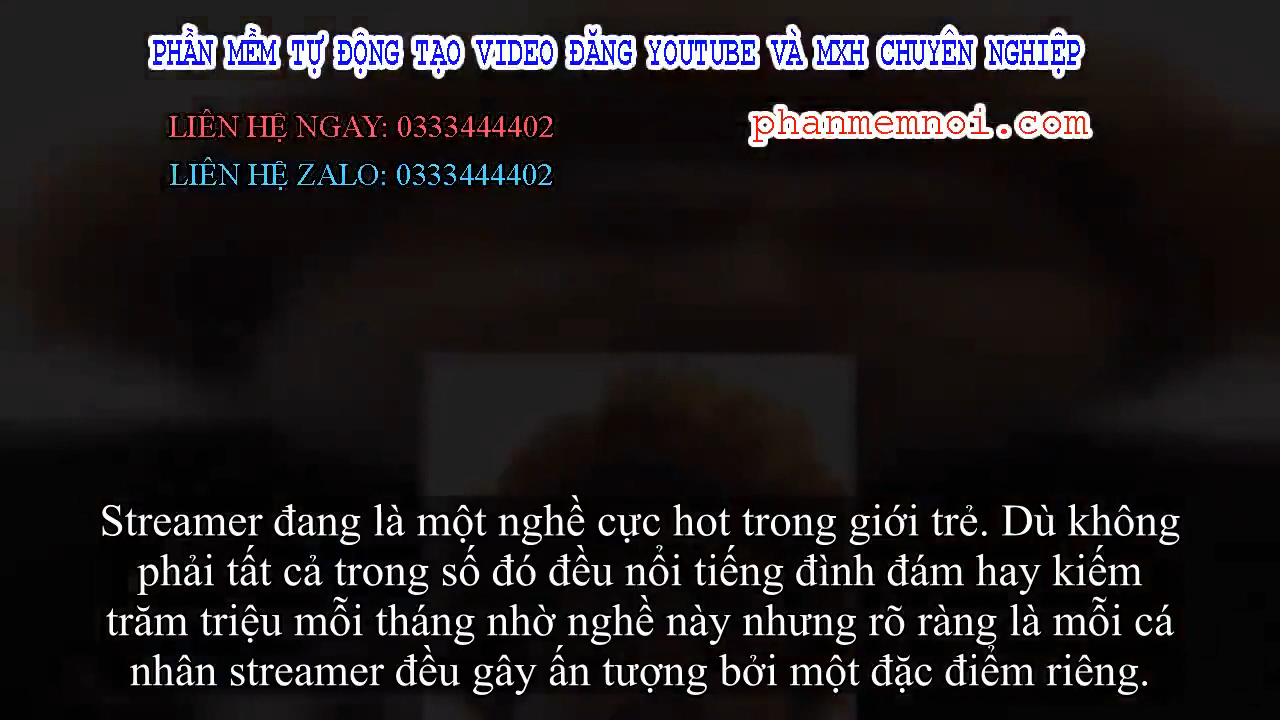 PHẦN MỀM TỰ ĐỘNG TẠO VIDEO ĐĂNG YOUTUBE VÀ MXH CHUYÊN NGHIỆP
LIÊN HỆ NGAY: 0333444402
phanmemnoi.com
LIÊN HỆ ZALO: 0333444402
Streamer đang là một nghề cực hot trong giới trẻ. Dù không
phải tất cả trong số đó đều nổi tiếng đình đám hay kiếm
trăm triệu mỗi tháng nhờ nghề này nhưng rõ ràng là mỗi cá
nhân streamer đều gây ấn tượng bởi một đặc điểm riêng.